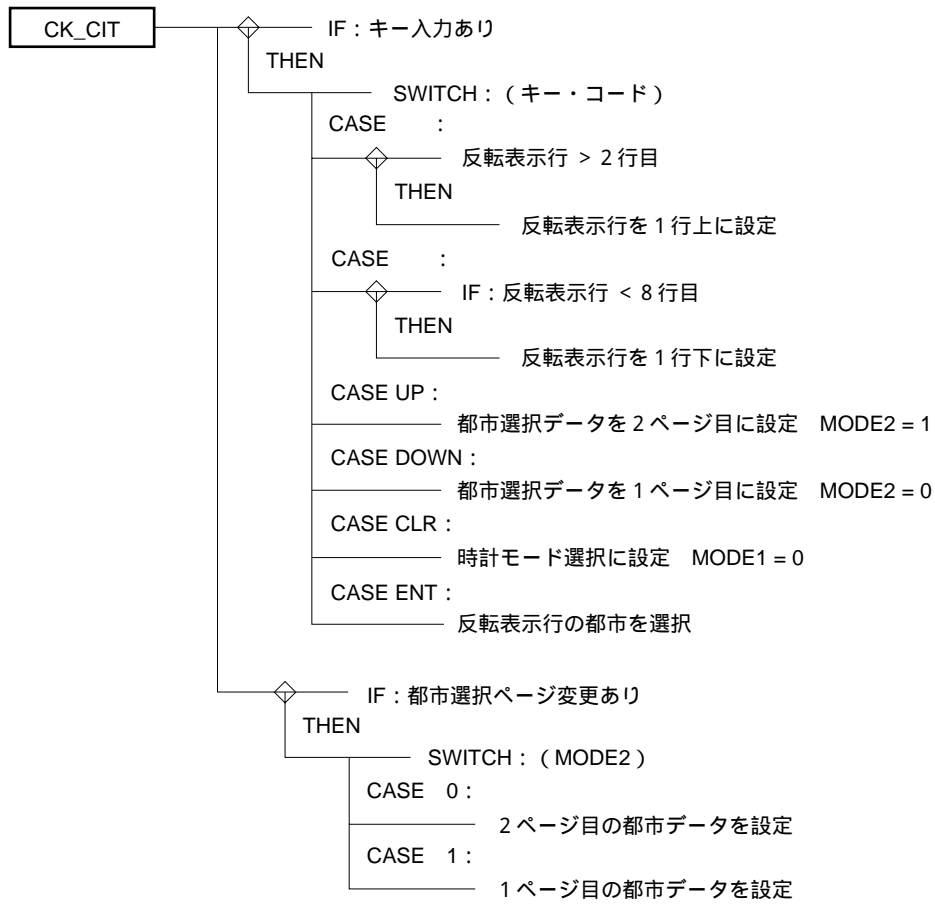 CK_CIT
IF：キー入力あり
THEN
SWITCH：（キー・コード）
CASE　　：
反転表示行 > 2行目
THEN
反転表示行を1行上に設定
CASE　　：
IF：反転表示行 < 8行目
THEN
反転表示行を1行下に設定
CASE UP：
都市選択データを2ページ目に設定　MODE2 = 1
CASE DOWN：
都市選択データを1ページ目に設定　MODE2 = 0
CASE CLR：
時計モード選択に設定　MODE1 = 0
CASE ENT：
反転表示行の都市を選択
IF：都市選択ページ変更あり
THEN
SWITCH：（MODE2）
CASE　0：
2ページ目の都市データを設定
CASE　1：
1ページ目の都市データを設定